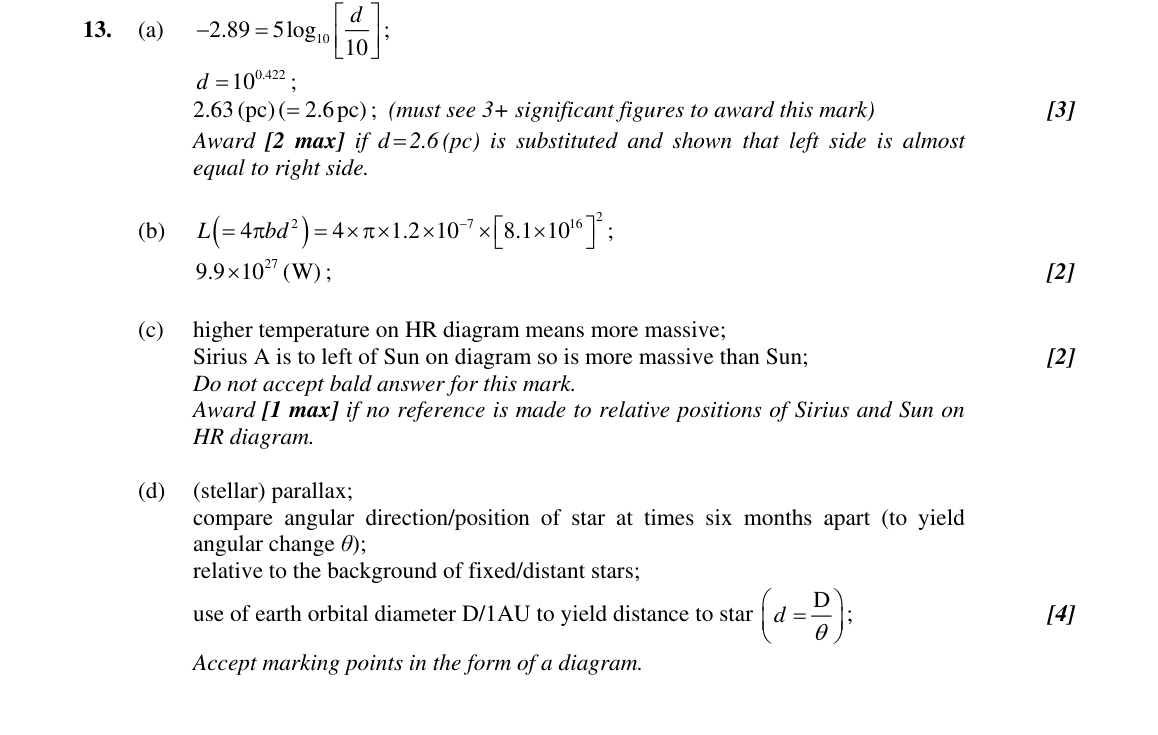 13. (a) −2.89 = 5 log₁₀ [d/10];
d = 10^0.422 ;
2.63 (pc) (= 2.6 pc) ; (must see 3+ significant figures to award this mark) [3]
Award [2 max] if d=2.6 (pc) is substituted and shown that left side is almost
equal to right side.
(b) L(= 4πbd²) = 4 × π × 1.2 × 10⁻⁷ × [8.1 × 10¹⁶]² ;
9.9 × 10²⁷ (W) ; [2]
(c) higher temperature on HR diagram means more massive;
Sirius A is to left of Sun on diagram so is more massive than Sun; [2]
Do not accept bald answer for this mark.
Award [1 max] if no reference is made to relative positions of Sirius and Sun on
HR diagram.
(d) (stellar) parallax;
compare angular direction/position of star at times six months apart (to yield
angular change θ);
relative to the background of fixed/distant stars;
use of earth orbital diameter D/1AU to yield distance to star (d = D/θ); [4]
Accept marking points in the form of a diagram.